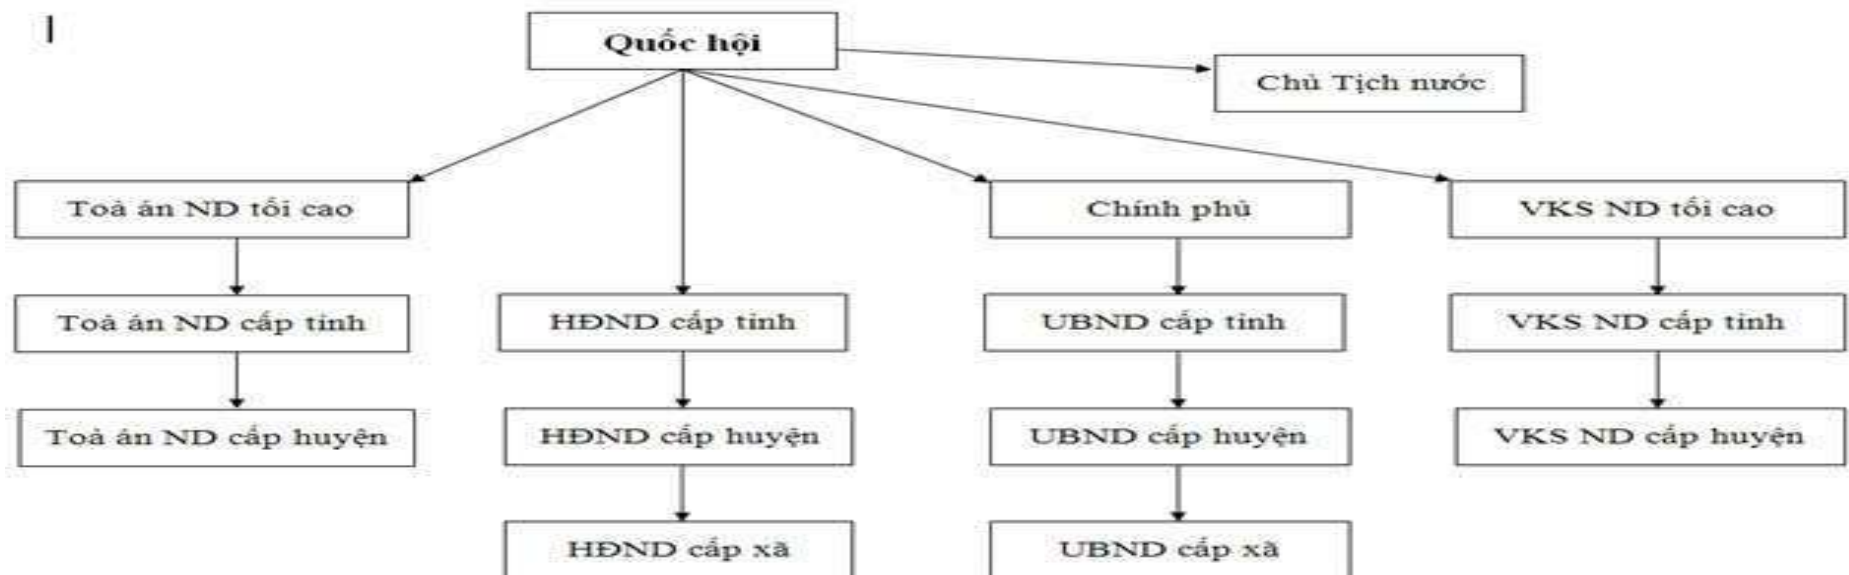 Quốc hội
Chủ Tịch nước
Toà án ND tối cao
Chính phủ
VKS ND tối cao
Toà án ND cấp tỉnh
HĐND cấp tỉnh
UBND cấp tỉnh
VKS ND cấp tỉnh
Toà án ND cấp huyện
HĐND cấp huyện
UBND cấp huyện
VKS ND cấp huyện
HĐND cấp xã
UBND cấp xã